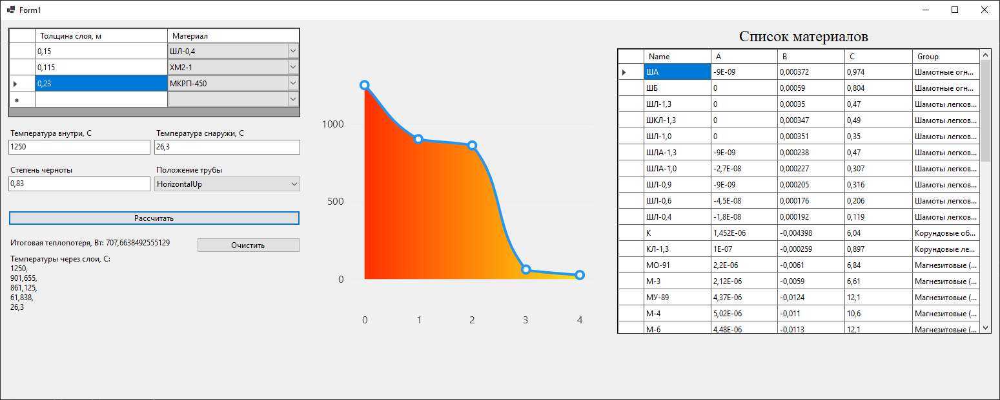 Form1
Толщина слоя, м Материал
0,15 ШЛ-0,4
0,115 ХМ2-1
0,23 МКРП-450
Температура внутри, С Температура снаружи, С
1250 26,3
Степень черноты Положение трубы
0,83 HorizontalUp
Рассчитать
Итоговая теплопотеря, Вт: 707,6638492555129
Очистить
Температуры через слои, С:
1250,
901,655,
861,125,
61,838,
26,3
1000
500
0
0 1 2 3 4
Список материалов
Name A B C Group
ША -9E-09 0,000372 0,974 Шамотные огн...
ШБ 0 0,00059 0,804 Шамотные огн...
ШЛ-1,3 0 0,00035 0,47 Шамоты легков...
ШКЛ-1,3 0 0,000347 0,49 Шамоты легков...
ШЛ-1,0 0 0,000351 0,35 Шамоты легков...
ШЛА-1,3 -9E-09 0,000238 0,47 Шамоты легков...
ШЛА-1,0 -2,7E-08 0,000227 0,307 Шамоты легков...
ШЛ-0,9 -9E-09 0,000205 0,316 Шамоты легков...
ШЛ-0,6 -4,5E-08 0,000176 0,206 Шамоты легков...
ШЛ-0,4 -1,8E-08 0,000192 0,119 Шамоты легков...
К 1,452E-06 -0,004398 6,04 Корундовые об...
КЛ-1,3 1E-07 -0,000259 0,897 Корундовые ле...
МО-91 2,2E-06 -0,0061 6,84 Магнезитовые (...
М-3 2,12E-06 -0,0059 6,61 Магнезитовые (...
МУ-89 4,37E-06 -0,0124 12,1 Магнезитовые (...
М-4 5,02E-06 -0,011 10,6 Магнезитовые (...
М-6 4,48E-06 -0,0113 12,1 Магнезитовые (...